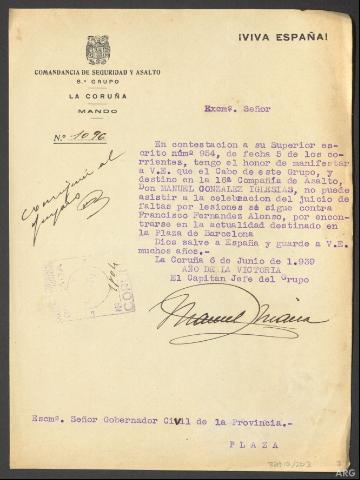 ¡VIVA ESPAÑA!
COMANDANCIA DE SEGURIDAD Y ASALTO
8.º GRUPO
LA CORUÑA
MANDO
Excmº. Señor
N.º 1096
En contestacion a su Superior es-
crito númº 954, de fecha 5 de los co-
rrientes, tengo el honor de manifestar
a V.E. que el Cabo de este Grupo, y
destino en la 16ª Compañia de Asalto,
Don MANUEL GONZALEZ IGLESIAS, no puede
asistir a la celebracion del juicio de
faltas por lesiones se sigue contra
Francisco Fernandes Alonso, por encont-
trarse en la actualidad destinado en
la Plaza de Barcelona
Dios salve a España y guarde a V.E.
muchos años.-
La Coruña 6 de Junio de 1.939
AÑO DE LA VICTORIA
El Capitan Jefe del Grupo
Excmº. Señor Gobernador Civil de la Provincia.-
PLAZA
ARG